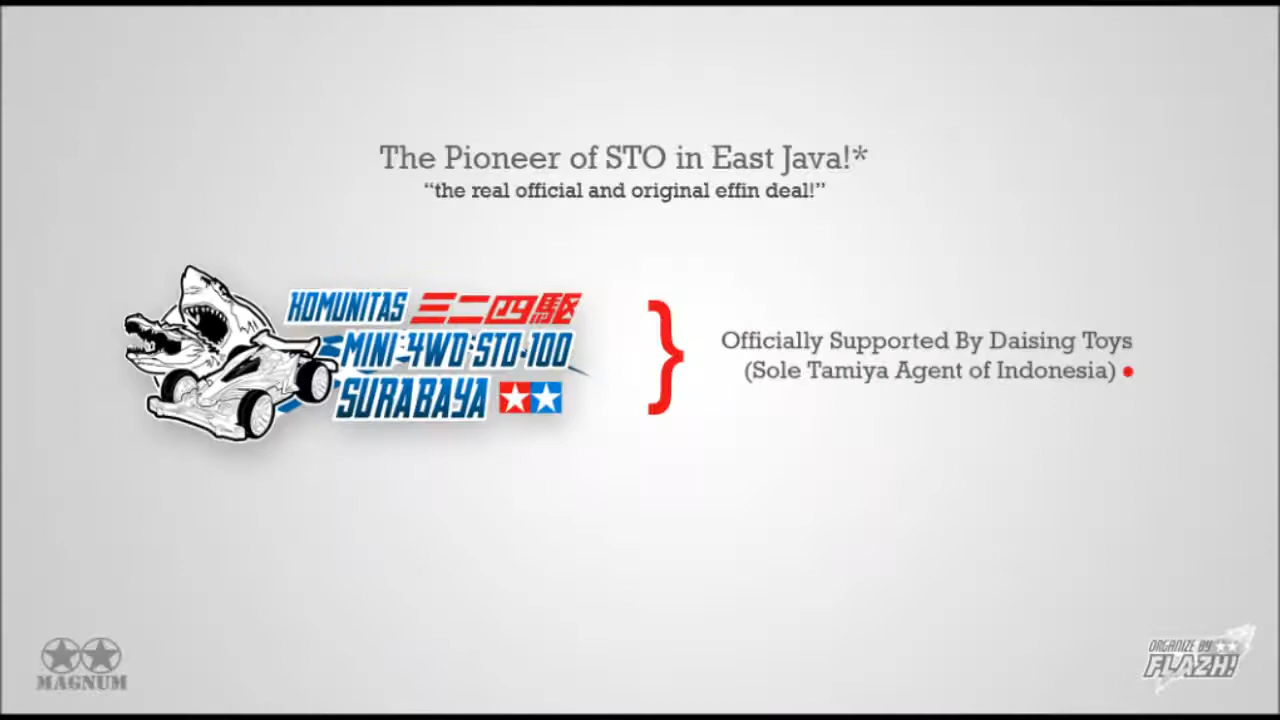 The Pioneer of STO in East Java!*
“the real official and original effin deal!”
KOMUNITAS 三二四駆
MINI 4WD STO-100
SURABAYA
Officially Supported By Daising Toys
(Sole Tamiya Agent of Indonesia)
MAGNUM
ORGANIZE BY
FLAZH!